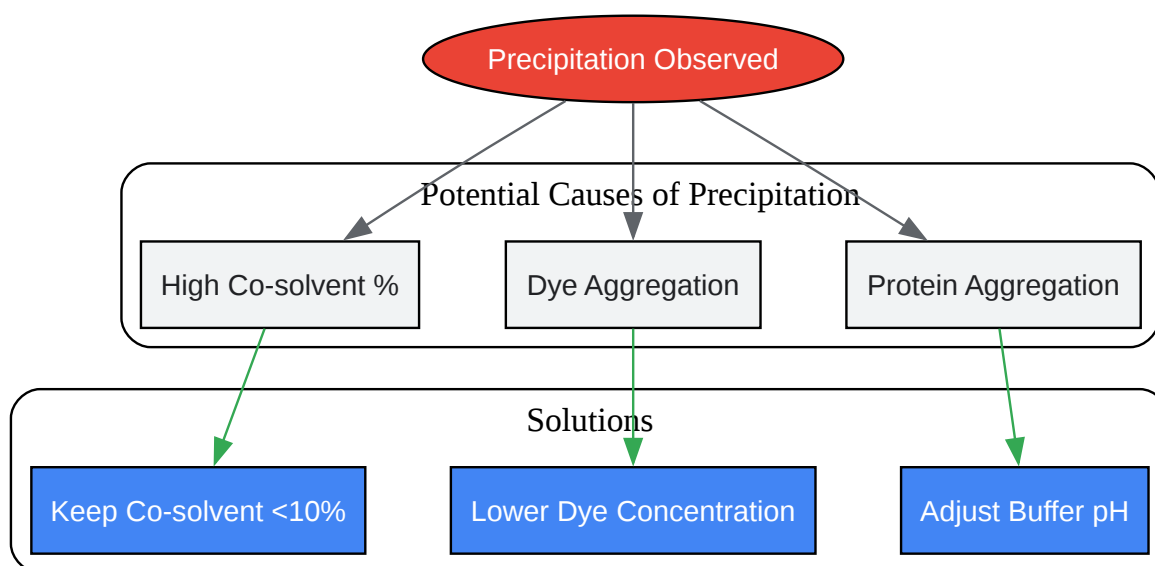 Precipitation Observed
Potential Causes of Precipitation
High Co-solvent %
Dye Aggregation
Protein Aggregation
Solutions
Keep Co-solvent <10%
Lower Dye Concentration
Adjust Buffer pH